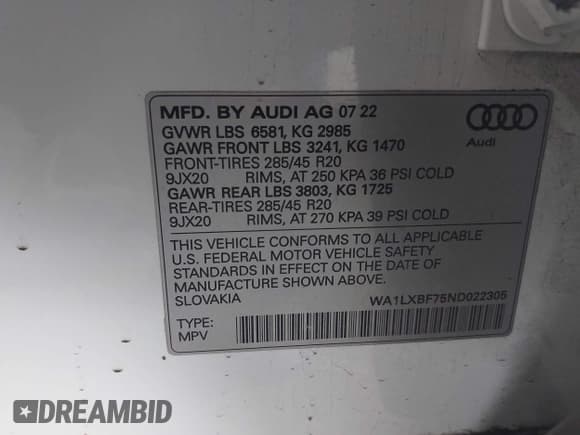 MFD. BY AUDI AG 07 22
GVWR LBS 6581, KG 2985
GAWR FRONT LBS 3241, KG 1470
FRONT-TIRES 285/45 R20
9JX20 RIMS, AT 250 KPA 36 PSI COLD
GAWR REAR LBS 3803, KG 1725
REAR-TIRES 285/45 R20
9JX20 RIMS, AT 270 KPA 39 PSI COLD
Audi
THIS VEHICLE CONFORMS TO ALL APPLICABLE
U.S. FEDERAL MOTOR VEHICLE SAFETY
STANDARDS IN EFFECT ON THE DATE OF
MANUFACTURE SHOWN ABOVE.
SLOVAKIA WA1LXBF75ND022305
TYPE:
MPV
DREAMBID